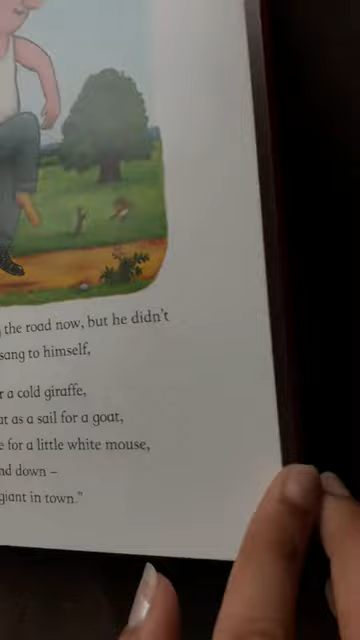 the road now, but he didn't
sang to himself,
r a cold giraffe,
at as a sail for a goat,
e for a little white mouse,
nd down –
giant in town."